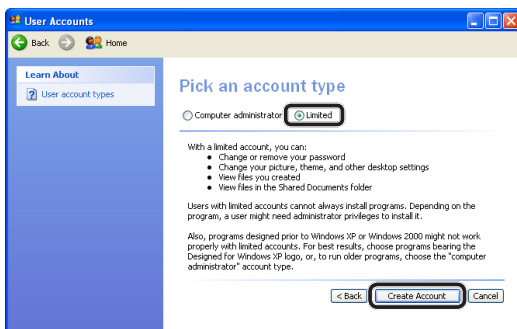 User Accounts
Back Home
Learn About
User account types
Pick an account type
Computer administrator Limited
With a limited account, you can:
• Change or remove your password
• Change your picture, theme, and other desktop settings
• View files you created
• View files in the Shared Documents folder
Users with limited accounts cannot always install programs. Depending on the
program, a user might need administrator privileges to install it.
Also, programs designed prior to Windows XP or Windows 2000 might not work
properly with limited accounts. For best results, choose programs bearing the
Designed for Windows XP logo, or, to run older programs, choose the "computer
administrator" account type.
< Back Create Account Cancel